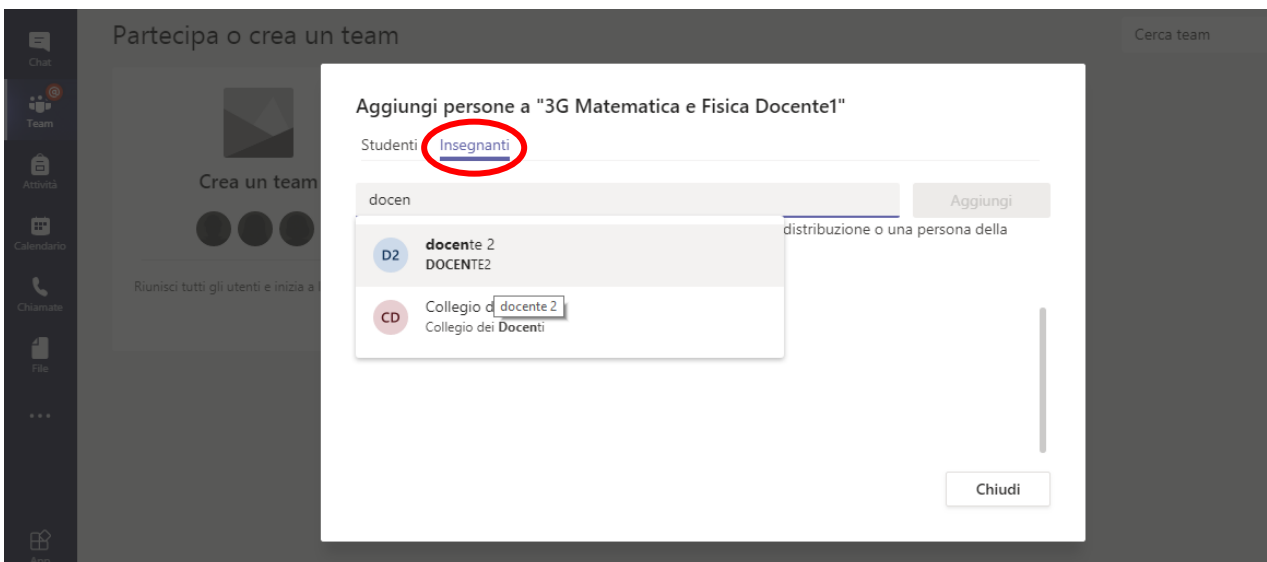 Partecipa o crea un team
Cerca team
Chat
Team
Attività
Calendario
Chiamate
File
App
Crea un team
Riunisci tutti gli utenti e inizia a
Aggiungi persone a "3G Matematica e Fisica Docente1"
Studenti Insegnanti
docen
Aggiungi
distribuzione o una persona della
D2
docente 2
DOCENTE2
CD
Collegio d
docente 2
Collegio dei Docenti
Chiudi